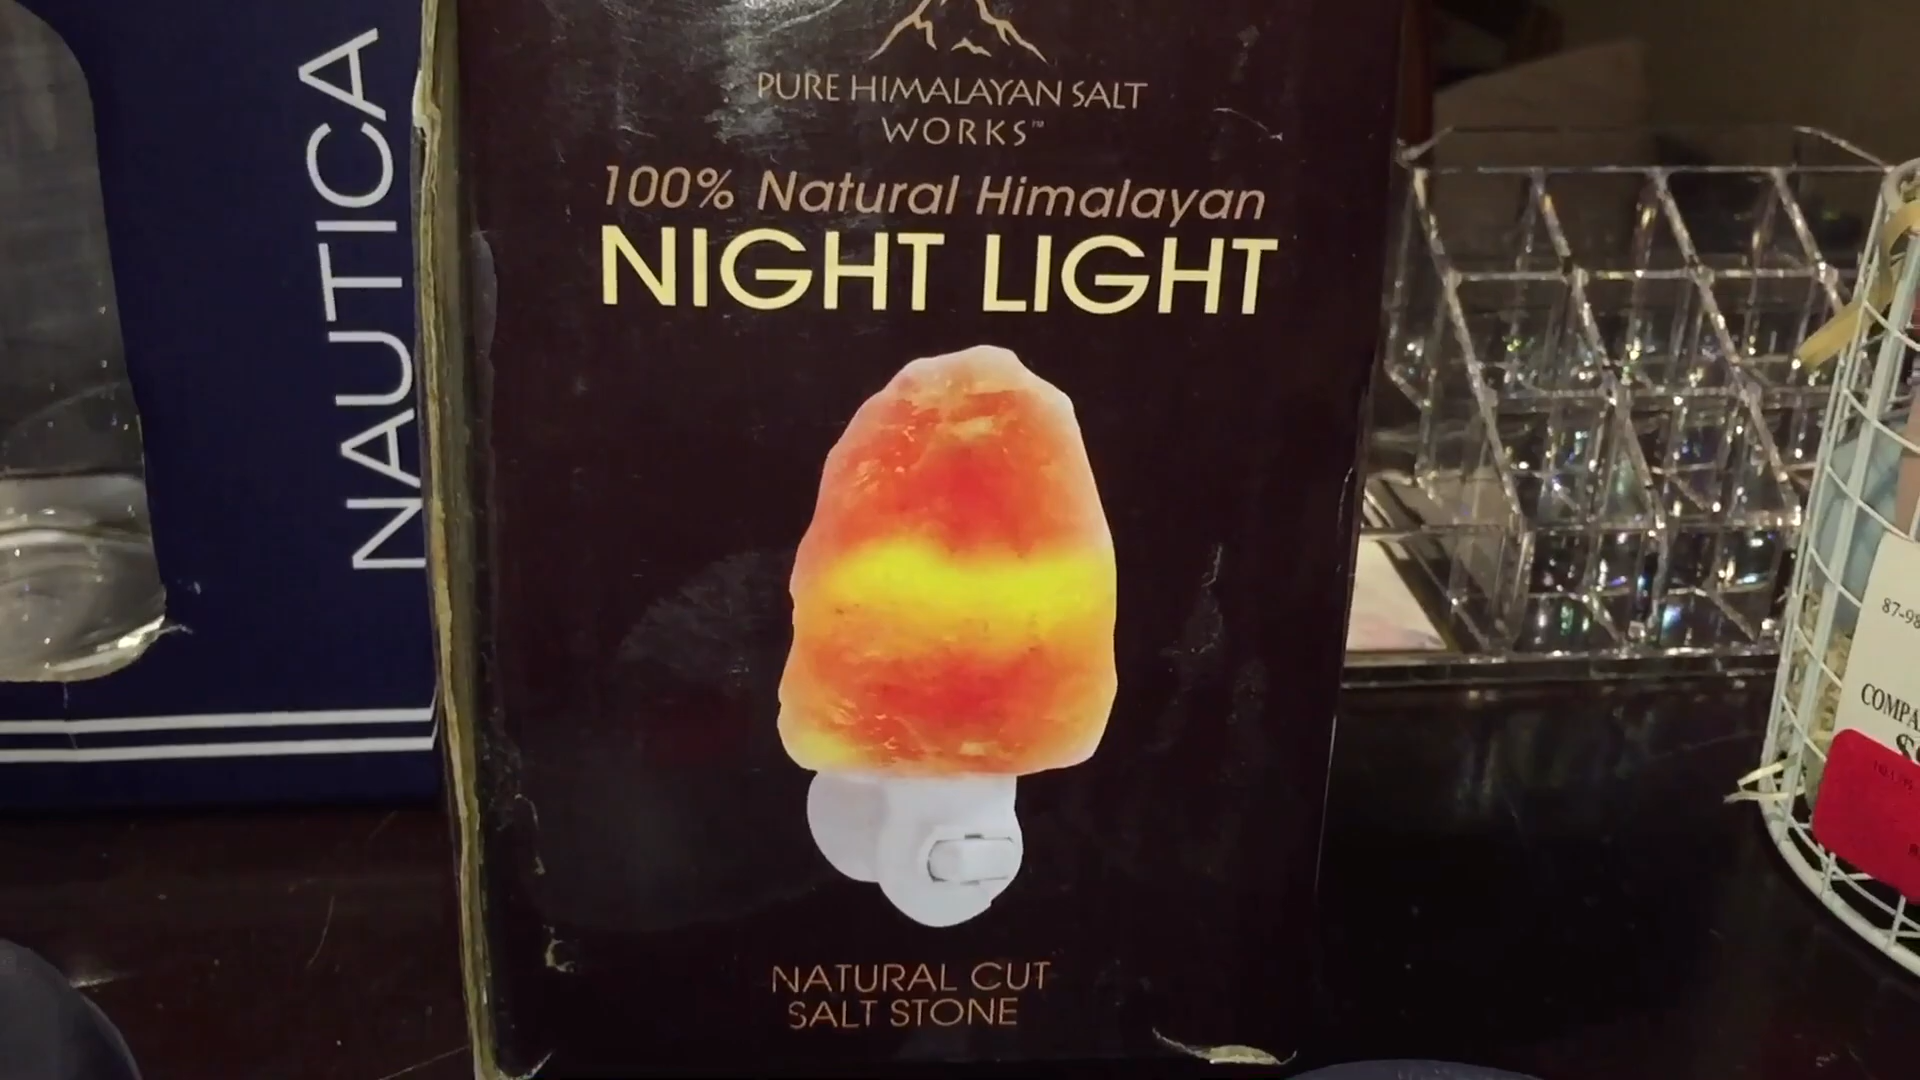 NAUTICA
PURE HIMALAYAN SALT
WORKS™
100% Natural Himalayan
NIGHT LIGHT
NATURAL CUT
SALT STONE